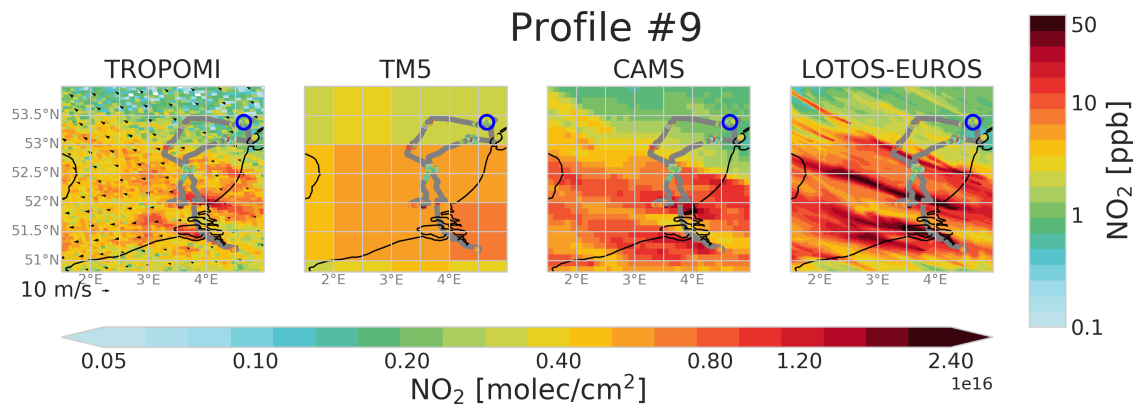 Profile #9
TROPOMI
TM5
CAMS
LOTOS-EUROS
53.5°N
53°N
52.5°N
52°N
51.5°N
51°N
2°E 3°E 4°E
2°E 3°E 4°E
2°E 3°E 4°E
2°E 3°E 4°E
10 m/s
50
10
1
0.1
NO₂ [ppb]
0.05 0.10 0.20 0.40 0.80 1.20 2.40
1e16
NO₂ [molec/cm²]